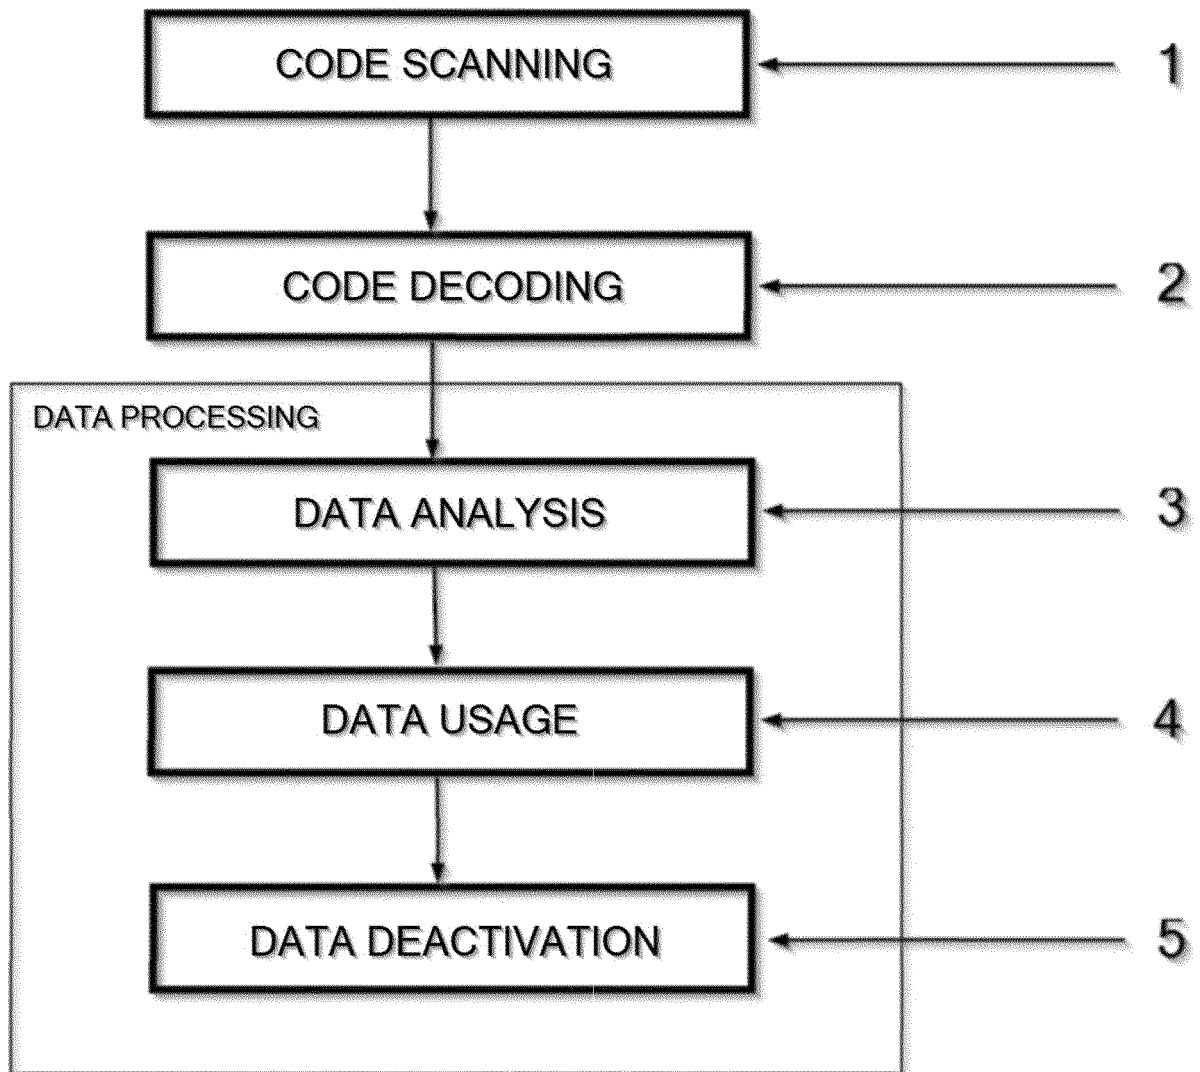 CODE SCANNING
1
CODE DECODING
2
DATA PROCESSING
DATA ANALYSIS
3
DATA USAGE
4
DATA DEACTIVATION
5